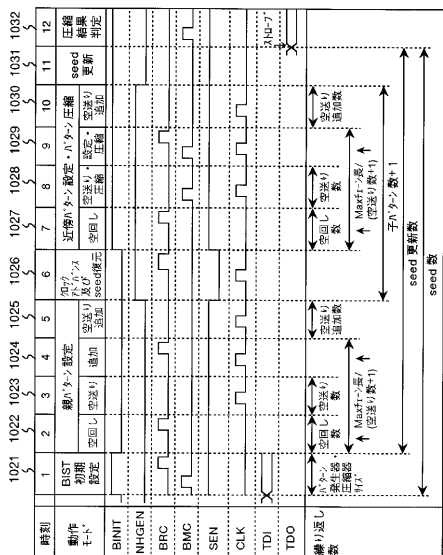 1021 1022 1023 1024 1025 1026 1027 1028 1029 1030 1031 1032
時刻 1 2 3 4 5 6 7 8 9 10 11 12
動作モード
BIST初期設定
親パターン設定
空回し
空送り
追加
空送り追加
クロックアドバンス及びseed復元
近傍パターン設定・パターン圧縮
空回し
空送り・圧縮
設定・圧縮
空送り追加
seed更新
圧縮結果判定
BINIT
NHGEN
BRC
BMC
SEN
CLK
TDI
TDO
ストローブ
繰り返し数
パターン発生器・圧縮器サイズ
空回し数
空送り数
Maxチェーン長/(空送り数+1)
空送り追加数
空回し数
空送り数
Maxチェーン長/(空送り数+1)
空送り追加数
子パターン数+1
seed更新数
seed数